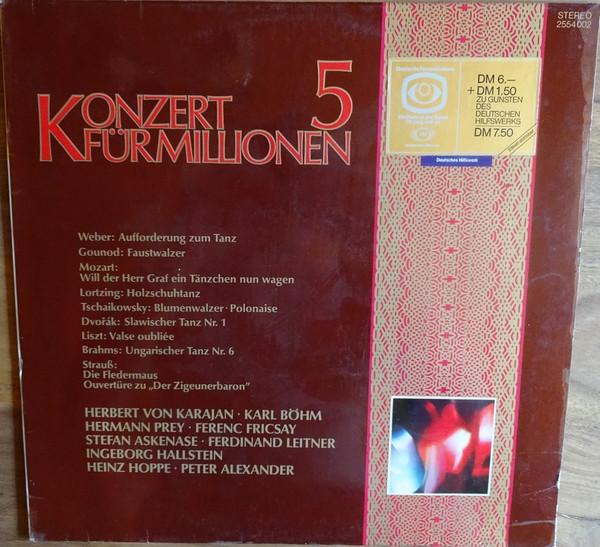 STEREO
2554 002
KONZERT 5
FÜR MILLIONEN
DM 6.—
+ DM 1.50
ZU GUNSTEN
DES
DEUTSCHEN
HILFSWERKS
DM 7.50
Deutsches Hilfswerk
Weber: Aufforderung zum Tanz
Gounod: Faustwalzer
Mozart:
Will der Herr Graf ein Tänzchen nun wagen
Lortzing: Holzschuhtanz
Tschaikowsky: Blumenwalzer · Polonaise
Dvořák: Slawischer Tanz Nr. 1
Liszt: Valse oubliée
Brahms: Ungarischer Tanz Nr. 6
Strauß:
Die Fledermaus
Ouvertüre zu „Der Zigeunerbaron"
HERBERT VON KARAJAN · KARL BÖHM
HERMANN PREY · FERENC FRICSAY
STEFAN ASKENASE · FERDINAND LEITNER
INGEBORG HALLSTEIN
HEINZ HOPPE · PETER ALEXANDER